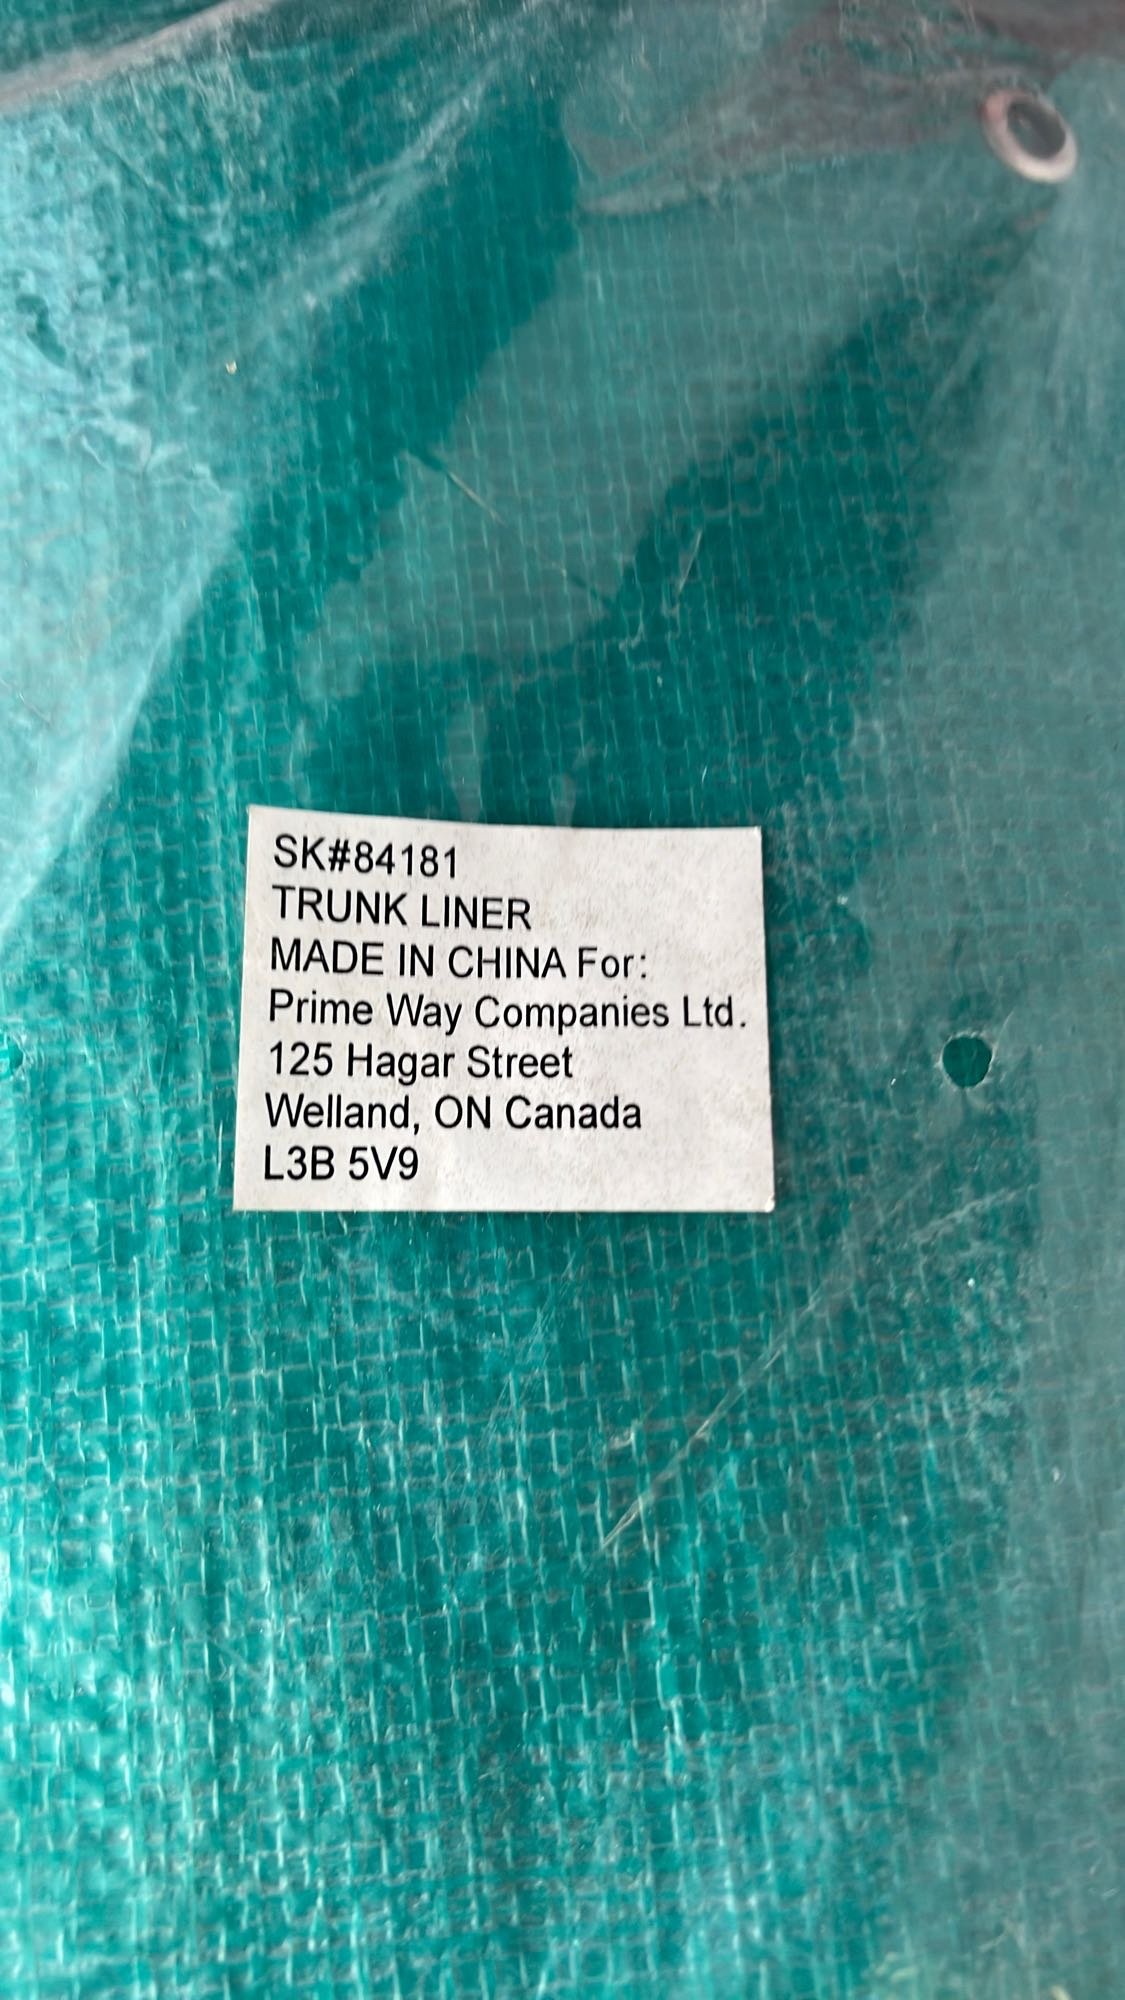 SK#84181
TRUNK LINER
MADE IN CHINA For:
Prime Way Companies Ltd.
125 Hagar Street
Welland, ON Canada
L3B 5V9